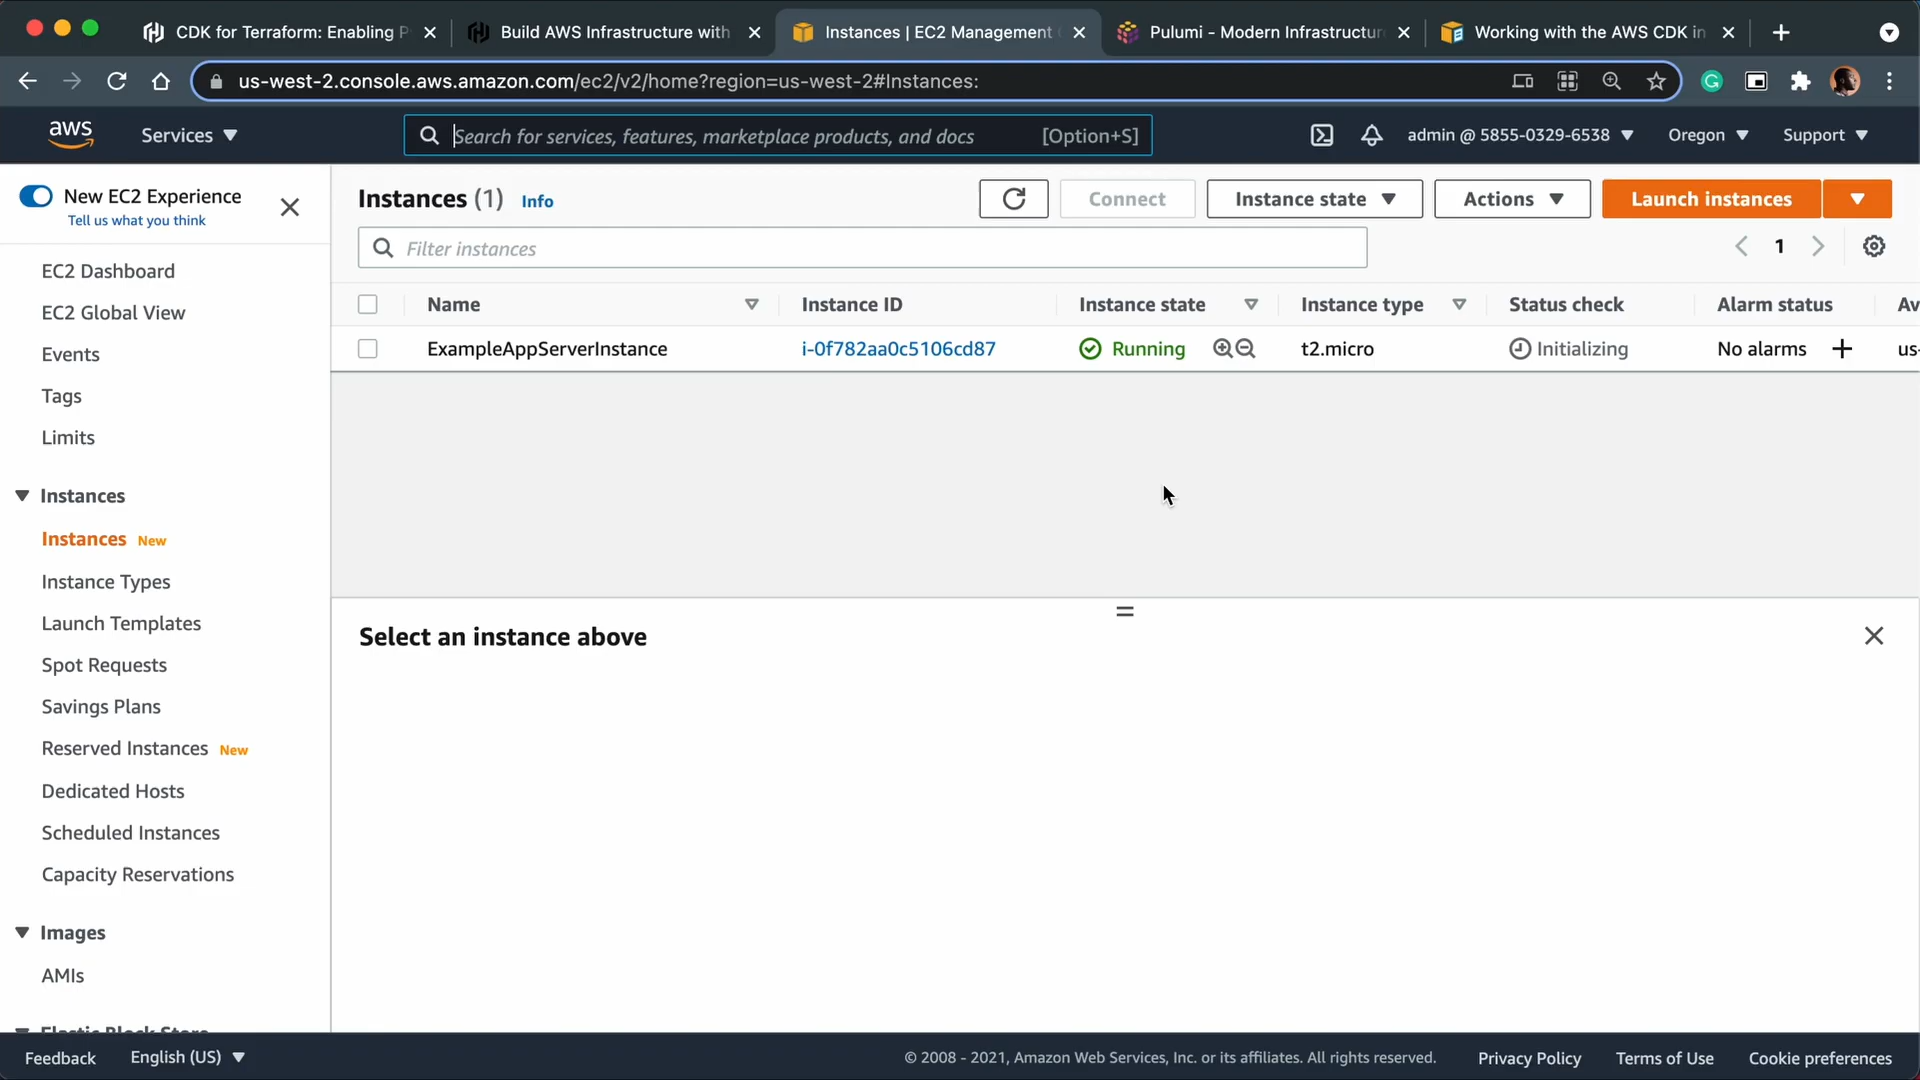 CDK for Terraform: Enabling P
Build AWS Infrastructure with
Instances | EC2 Management
Pulumi - Modern Infrastructur
Working with the AWS CDK in
us-west-2.console.aws.amazon.com/ec2/v2/home?region=us-west-2#Instances:
aws
Services
Search for services, features, marketplace products, and docs
[Option+S]
admin @ 5855-0329-6538
Oregon
Support
New EC2 Experience
Tell us what you think
EC2 Dashboard
EC2 Global View
Events
Tags
Limits
Instances
Instances New
Instance Types
Launch Templates
Spot Requests
Savings Plans
Reserved Instances New
Dedicated Hosts
Scheduled Instances
Capacity Reservations
Images
AMIs
Elastic Block Store
Instances (1) Info
Connect
Instance state
Actions
Launch instances
Filter instances
1
Name
Instance ID
Instance state
Instance type
Status check
Alarm status
Av
ExampleAppServerInstance
i-0f782aa0c5106cd87
Running
t2.micro
Initializing
No alarms
us-
Select an instance above
Feedback
English (US)
© 2008 - 2021, Amazon Web Services, Inc. or its affiliates. All rights reserved.
Privacy Policy
Terms of Use
Cookie preferences